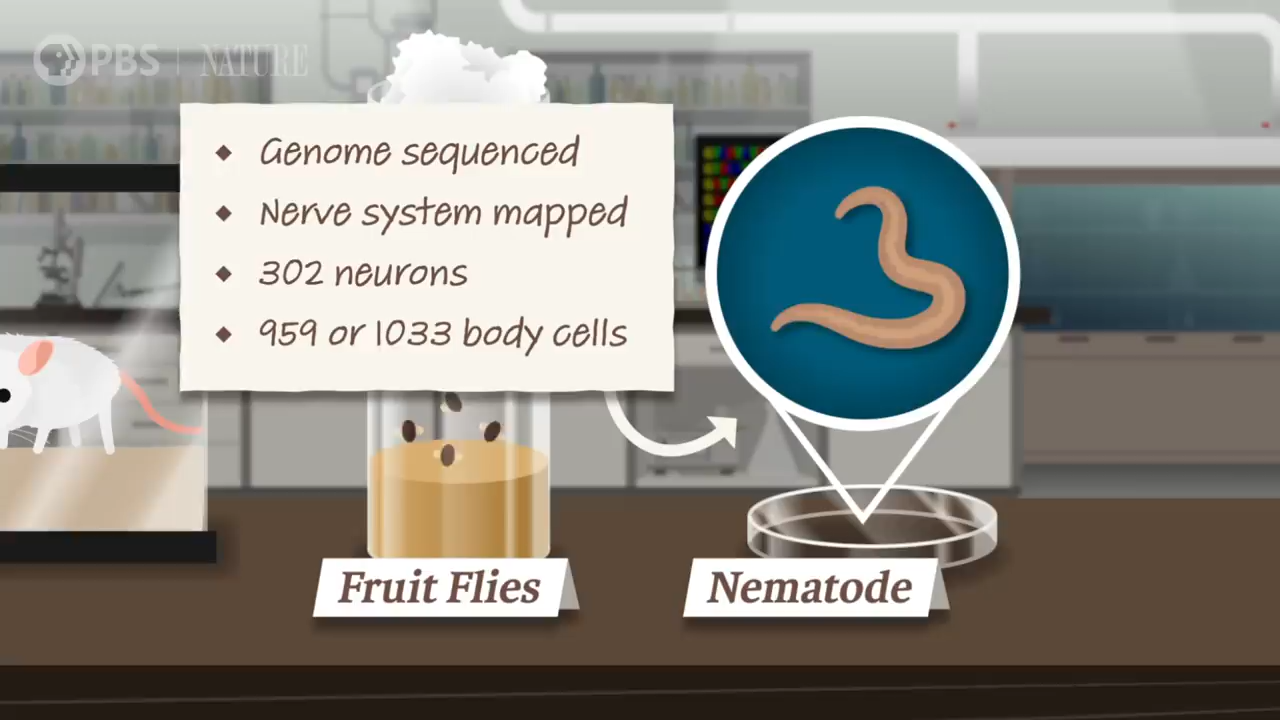 PBS | NATURE
Genome sequenced
Nerve system mapped
302 neurons
959 or 1033 body cells
Fruit Flies
Nematode